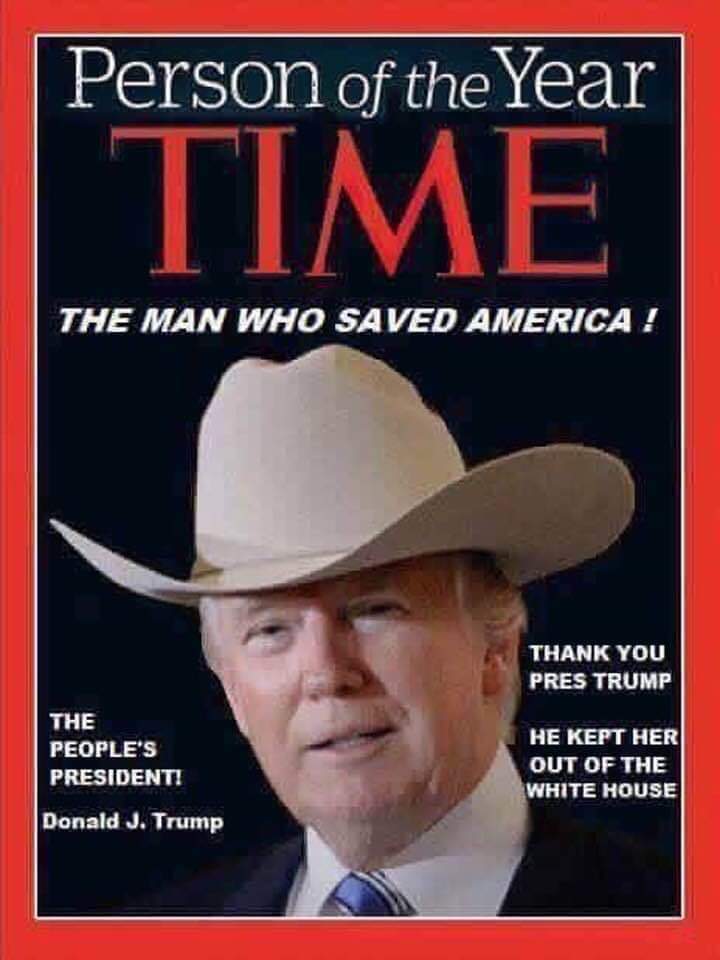 Person of the Year
TIME
THE MAN WHO SAVED AMERICA !
THANK YOU
PRES TRUMP
THE
PEOPLE'S
PRESIDENT!
HE KEPT HER
OUT OF THE
WHITE HOUSE
Donald J. Trump